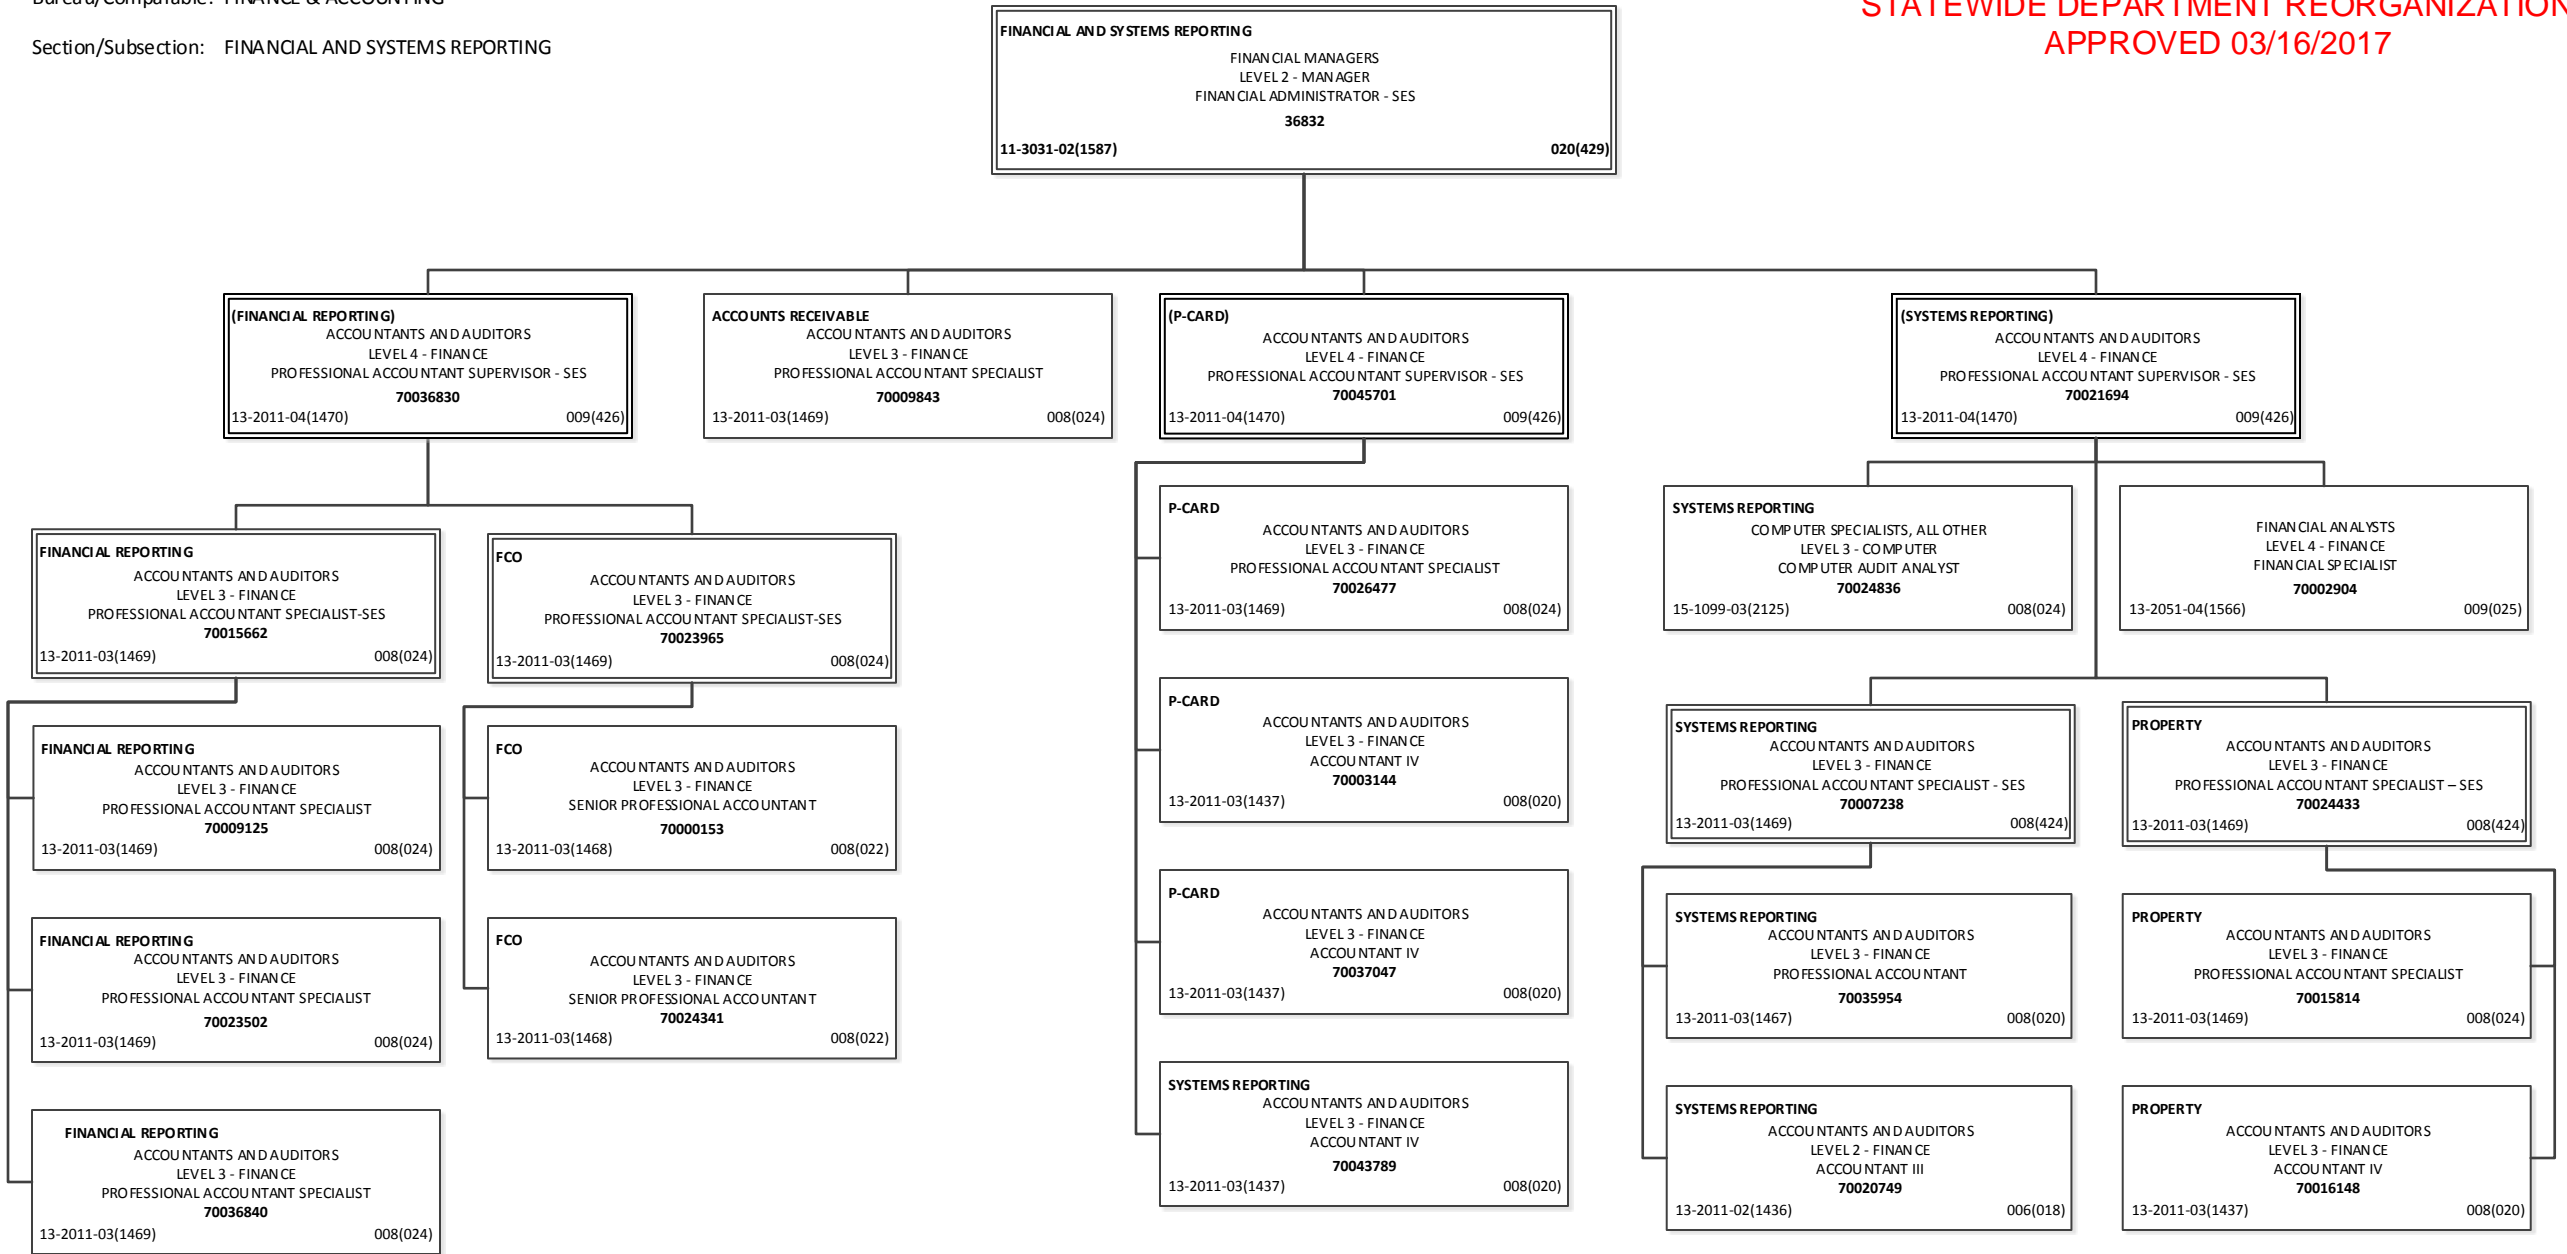 Bureau/Comparable: FINANCE & ACCOUNTING
Section/Subsection: FINANCIAL AND SYSTEMS REPORTING
STATEWIDE DEPARTMENT REORGANIZATION
APPROVED 03/16/2017
FINANCIAL AND SYSTEMS REPORTING
FINANCIAL MANAGERS
LEVEL 2 - MANAGER
FINANCIAL ADMINISTRATOR - SES
36832
11-3031-02(1587) 020(429)
(FINANCIAL REPORTING)
ACCOUNTANTS AND AUDITORS
LEVEL 4 - FINANCE
PROFESSIONAL ACCOUNTANT SUPERVISOR - SES
70036830
13-2011-04(1470) 009(426)
ACCOUNTS RECEIVABLE
ACCOUNTANTS AND AUDITORS
LEVEL 3 - FINANCE
PROFESSIONAL ACCOUNTANT SPECIALIST
70009843
13-2011-03(1469) 008(024)
(P-CARD)
ACCOUNTANTS AND AUDITORS
LEVEL 4 - FINANCE
PROFESSIONAL ACCOUNTANT SUPERVISOR - SES
70045701
13-2011-04(1470) 009(426)
(SYSTEMS REPORTING)
ACCOUNTANTS AND AUDITORS
LEVEL 4 - FINANCE
PROFESSIONAL ACCOUNTANT SUPERVISOR - SES
70021694
13-2011-04(1470) 009(426)
FINANCIAL REPORTING
ACCOUNTANTS AND AUDITORS
LEVEL 3 - FINANCE
PROFESSIONAL ACCOUNTANT SPECIALIST-SES
70015662
13-2011-03(1469) 008(024)
FCO
ACCOUNTANTS AND AUDITORS
LEVEL 3 - FINANCE
PROFESSIONAL ACCOUNTANT SPECIALIST-SES
70023965
13-2011-03(1469) 008(024)
P-CARD
ACCOUNTANTS AND AUDITORS
LEVEL 3 - FINANCE
PROFESSIONAL ACCOUNTANT SPECIALIST
70026477
13-2011-03(1469) 008(024)
SYSTEMS REPORTING
COMPUTER SPECIALISTS, ALL OTHER
LEVEL 3 - COMPUTER
COMPUTER AUDIT ANALYST
70024836
15-1099-03(2125) 008(024)
FINANCIAL ANALYSTS
LEVEL 4 - FINANCE
FINANCIAL SPECIALIST
70002904
13-2051-04(1566) 009(025)
FINANCIAL REPORTING
ACCOUNTANTS AND AUDITORS
LEVEL 3 - FINANCE
PROFESSIONAL ACCOUNTANT SPECIALIST
70009125
13-2011-03(1469) 008(024)
FCO
ACCOUNTANTS AND AUDITORS
LEVEL 3 - FINANCE
SENIOR PROFESSIONAL ACCOUNTANT
70000153
13-2011-03(1468) 008(022)
P-CARD
ACCOUNTANTS AND AUDITORS
LEVEL 3 - FINANCE
ACCOUNTANT IV
70003144
13-2011-03(1437) 008(020)
SYSTEMS REPORTING
ACCOUNTANTS AND AUDITORS
LEVEL 3 - FINANCE
PROFESSIONAL ACCOUNTANT SPECIALIST - SES
70007238
13-2011-03(1469) 008(424)
PROPERTY
ACCOUNTANTS AND AUDITORS
LEVEL 3 - FINANCE
PROFESSIONAL ACCOUNTANT SPECIALIST – SES
70024433
13-2011-03(1469) 008(424)
FINANCIAL REPORTING
ACCOUNTANTS AND AUDITORS
LEVEL 3 - FINANCE
PROFESSIONAL ACCOUNTANT SPECIALIST
70023502
13-2011-03(1469) 008(024)
FCO
ACCOUNTANTS AND AUDITORS
LEVEL 3 - FINANCE
SENIOR PROFESSIONAL ACCOUNTANT
70024341
13-2011-03(1468) 008(022)
P-CARD
ACCOUNTANTS AND AUDITORS
LEVEL 3 - FINANCE
ACCOUNTANT IV
70037047
13-2011-03(1437) 008(020)
SYSTEMS REPORTING
ACCOUNTANTS AND AUDITORS
LEVEL 3 - FINANCE
PROFESSIONAL ACCOUNTANT
70035954
13-2011-03(1467) 008(020)
PROPERTY
ACCOUNTANTS AND AUDITORS
LEVEL 3 - FINANCE
PROFESSIONAL ACCOUNTANT SPECIALIST
70015814
13-2011-03(1469) 008(024)
FINANCIAL REPORTING
ACCOUNTANTS AND AUDITORS
LEVEL 3 - FINANCE
PROFESSIONAL ACCOUNTANT SPECIALIST
70036840
13-2011-03(1469) 008(024)
SYSTEMS REPORTING
ACCOUNTANTS AND AUDITORS
LEVEL 3 - FINANCE
ACCOUNTANT IV
70043789
13-2011-03(1437) 008(020)
SYSTEMS REPORTING
ACCOUNTANTS AND AUDITORS
LEVEL 2 - FINANCE
ACCOUNTANT III
70020749
13-2011-02(1436) 006(018)
PROPERTY
ACCOUNTANTS AND AUDITORS
LEVEL 3 - FINANCE
ACCOUNTANT IV
70016148
13-2011-03(1437) 008(020)